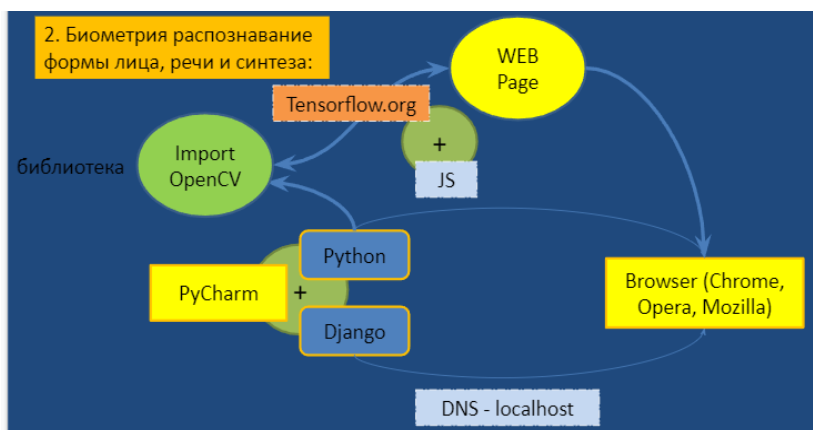 2. Биометрия распознавание
формы лица, речи и синтеза:
WEB
Page
Tensorflow.org
+
JS
библиотека
Import
OpenCV
Python
PyCharm
+
Django
Browser (Chrome,
Opera, Mozilla)
DNS - localhost